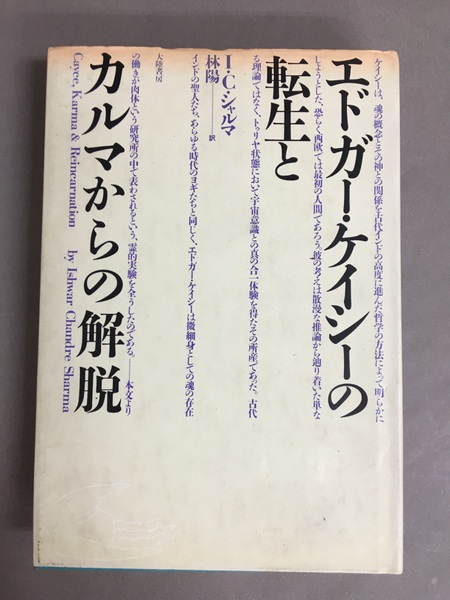 ケイシーは、魂の概念とその神との関係を古代インドの高度に進んだ哲学の方法によって明らかに
エドガー・ケイシーの
しようとした、恐らく西欧では最初の人間であろう。彼の考えは散漫な推論から辿り着いた単な
転生と
る理論ではなく、トゥリヤ状態において宇宙意識との真の合一体験を得たその所産であった。古代
I・C・シャルマ
林陽——訳
インドの聖人たち、あらゆる時代のヨギたちと同じく、エドガー・ケイシーは微細身としての魂の存在
大陸書房
の働きが肉体という研究所の中で表わされるという、霊的実験を全うしたのである。——本文より
カルマからの解脱
Cayce, Karma & Reincarnation by Ishwar Chandre Sharma